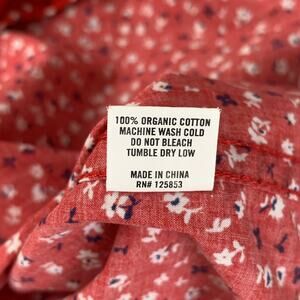 100% ORGANIC COTTON
MACHINE WASH COLD
DO NOT BLEACH
TUMBLE DRY LOW
MADE IN CHINA
RN# 125853